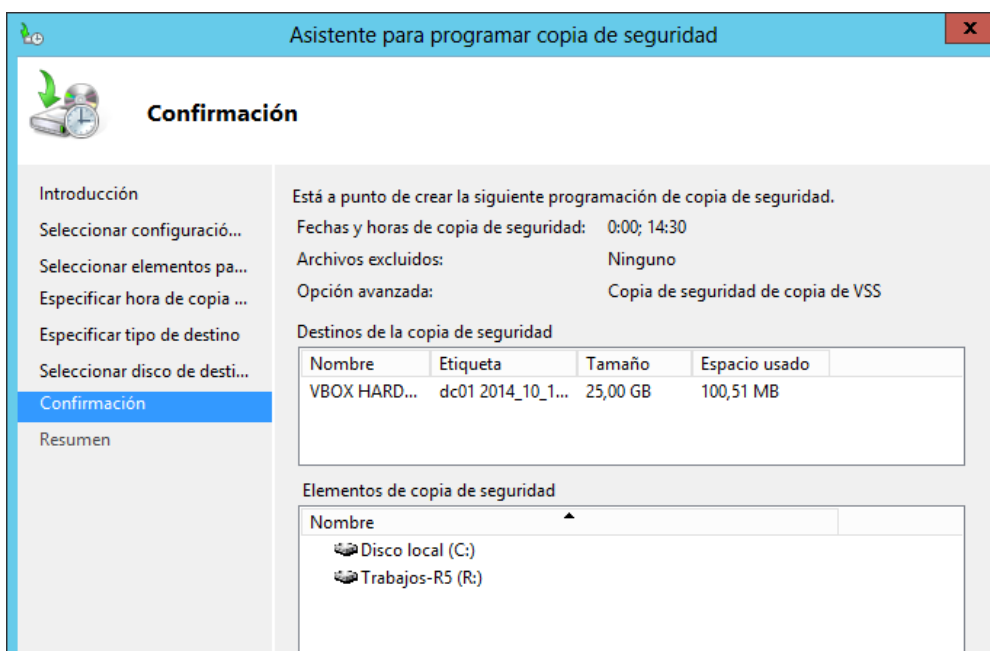 Asistente para programar copia de seguridad
x
Confirmación
Introducción
Seleccionar configuració...
Seleccionar elementos pa...
Especificar hora de copia ...
Especificar tipo de destino
Seleccionar disco de desti...
Confirmación
Resumen
Está a punto de crear la siguiente programación de copia de seguridad.
Fechas y horas de copia de seguridad: 0:00; 14:30
Archivos excluidos: Ninguno
Opción avanzada: Copia de seguridad de copia de VSS
Destinos de la copia de seguridad
Nombre Etiqueta Tamaño Espacio usado
VBOX HARD... dc01 2014_10_1... 25,00 GB 100,51 MB
Elementos de copia de seguridad
Nombre
Disco local (C:)
Trabajos-R5 (R:)